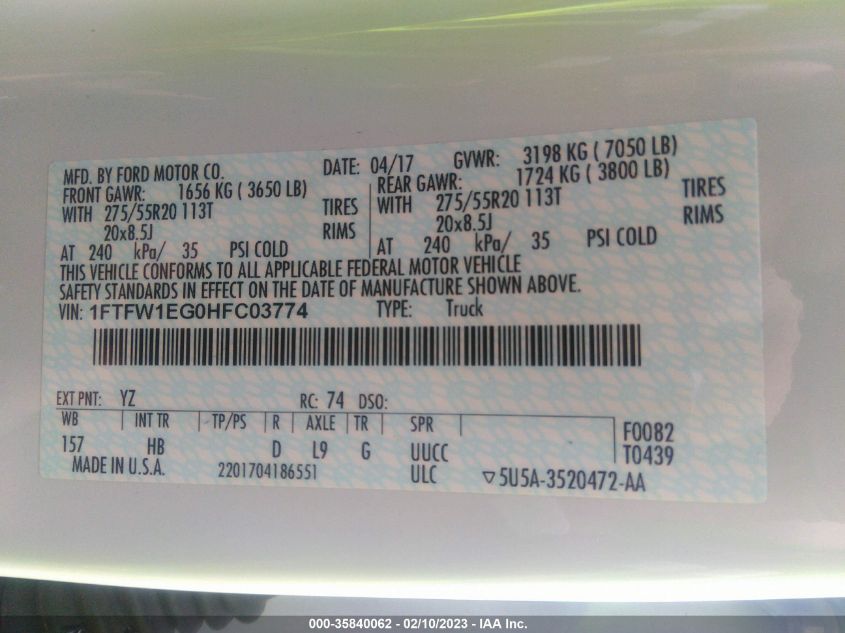 MFD. BY FORD MOTOR CO. DATE: 04/17 GVWR: 3198 KG ( 7050 LB)
FRONT GAWR: 1656 KG ( 3650 LB) REAR GAWR: 1724 KG ( 3800 LB)
WITH 275/55R20 113T TIRES WITH 275/55R20 113T TIRES
20x8.5J RIMS 20x8.5J RIMS
AT 240 kPa/ 35 PSI COLD AT 240 kPa/ 35 PSI COLD
THIS VEHICLE CONFORMS TO ALL APPLICABLE FEDERAL MOTOR VEHICLE
SAFETY STANDARDS IN EFFECT ON THE DATE OF MANUFACTURE SHOWN ABOVE.
VIN: 1FTFW1EG0HFC03774 TYPE: Truck
EXT PNT: YZ RC: 74 DSO:
WB INT TR TP/PS R AXLE TR SPR F0082
157 HB D L9 G UUCC T0439
MADE IN U.S.A. 2201704186551 ULC ▽5U5A-3520472-AA
000-35840062 - 02/10/2023 - IAA Inc.